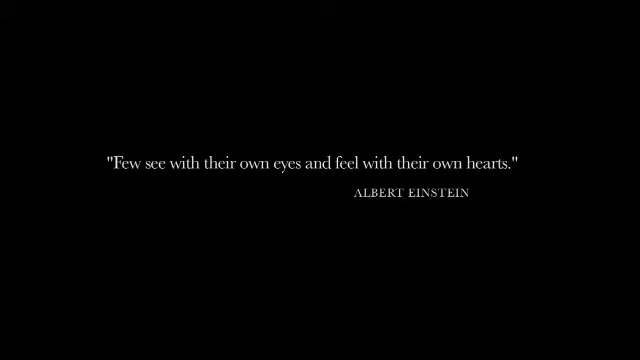 "Few see with their own eyes and feel with their own hearts."
ALBERT EINSTEIN